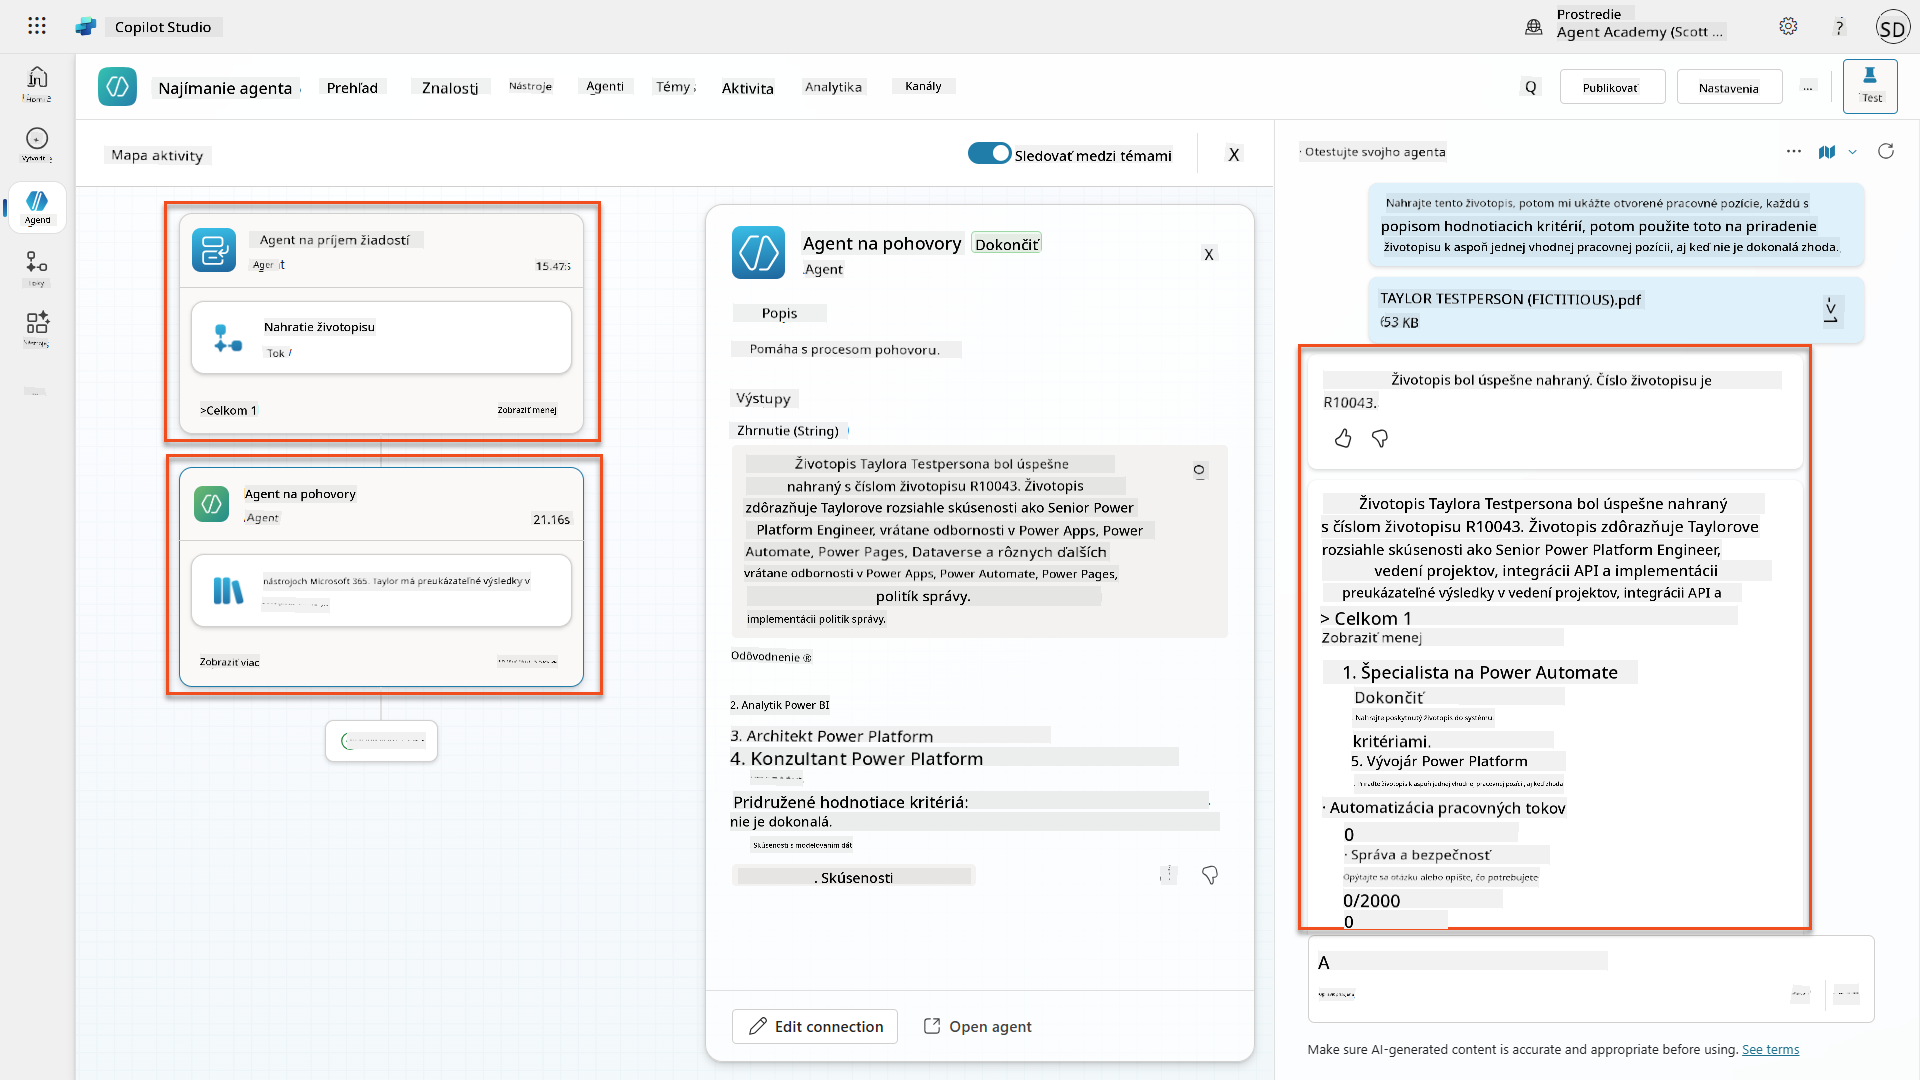 Copilot Studio
Prostredie
Agent Academy (Scott ...
?
SD
Najímanie agenta
Prehľad
Znalosti
Nástroje
Agenti
Témy
Aktivita
Analytika
Kanály
Q
Publikovať
Nastavenia
...
Test
Agenti
Mapa aktivity
Sledovať medzi témami
X
Agent na príjem žiadostí
Nahratie životopisu
Tok
>Celkom 1
Zobraziť menej
Agent na pohovory
Agent
21.16s
nástrojoch Microsoft 365. Taylor má preukázateľné výsledky v
Zobraziť viac
Agent na pohovory
Dokončiť
.Agent
X
Popis
Pomáha s procesom pohovoru.
Výstupy
Zhrnutie (String)
Životopis Taylora Testpersona bol úspešne
nahraný s číslom životopisu R10043. Životopis
zdôrazňuje Taylorove rozsiahle skúsenosti ako Senior Power
Platform Engineer, vrátane odbornosti v Power Apps, Power
Automate, Power Pages, Dataverse a rôznych ďalších
vrátane odbornosti v Power Apps, Power Automate, Power Pages,
politík správy.
implementácii politík správy.
Odôvodnenie ®
2. Analytik Power BI
3. Architekt Power Platform
4. Konzultant Power Platform
Pridružené hodnotiace kritériá:
nie je dokonalá.
Skúsenosti s modelovaním dát
. Skúsenosti
Edit connection
Open agent
Otestujte svojho agenta
...
Nahrajte tento životopis, potom mi ukážte otvorené pracovné pozície, každú s
popisom hodnotiacich kritérií, potom použite toto na priradenie
životopisu k aspoň jednej vhodnej pracovnej pozícii, aj keď nie je dokonalá zhoda.
TAYLOR TESTPERSON (FICTITIOUS).pdf
(53 KB
Životopis bol úspešne nahraný. Číslo životopisu je
R10043.
Životopis Taylora Testpersona bol úspešne nahraný
s číslom životopisu R10043. Životopis zdôrazňuje Taylorove
rozsiahle skúsenosti ako Senior Power Platform Engineer,
vedení projektov, integrácii API a implementácii
preukázateľné výsledky v vedení projektov, integrácii API a
> Celkom 1
Zobraziť menej
1. Špecialista na Power Automate
Dokončiť
Nahrajte poskytnutý životopis do systému.
kritériami.
5. Vývojár Power Platform
· Automatizácia pracovných tokov
0
· Správa a bezpečnosť
Opýtajte sa otázku alebo opíšte, čo potrebujete
0/2000
0
A
Make sure AI-generated content is accurate and appropriate before using. See terms